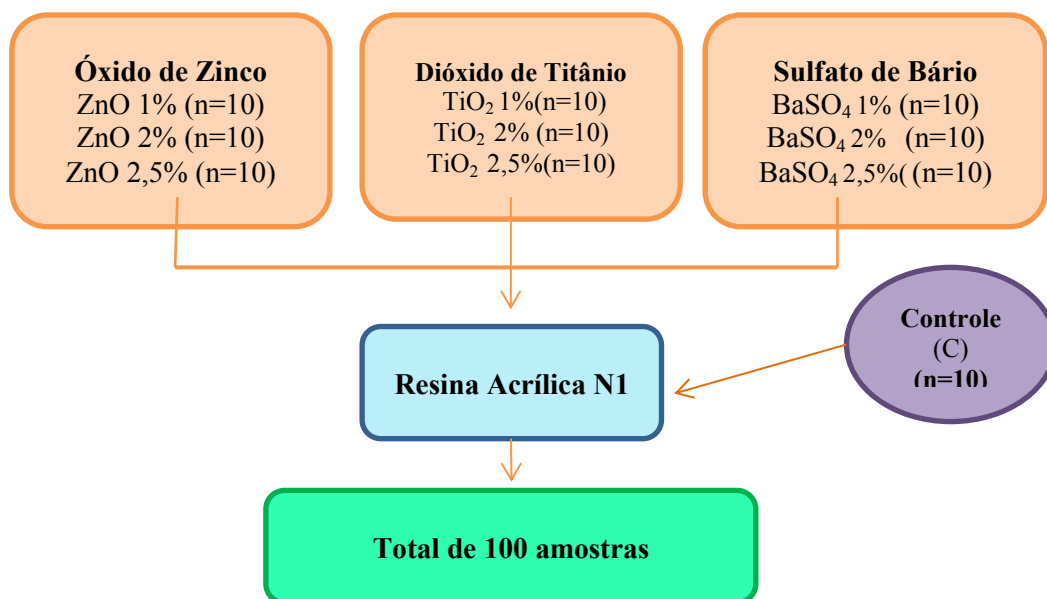 Óxido de Zinco
ZnO 1% (n=10)
ZnO 2% (n=10)
ZnO 2,5% (n=10)
Dióxido de Titânio
TiO₂ 1%(n=10)
TiO₂ 2% (n=10)
TiO₂ 2,5%(n=10)
Sulfato de Bário
BaSO₄ 1% (n=10)
BaSO₄ 2% (n=10)
BaSO₄ 2,5%( (n=10)
Controle
(C)
(n=10)
Resina Acrílica N1
Total de 100 amostras